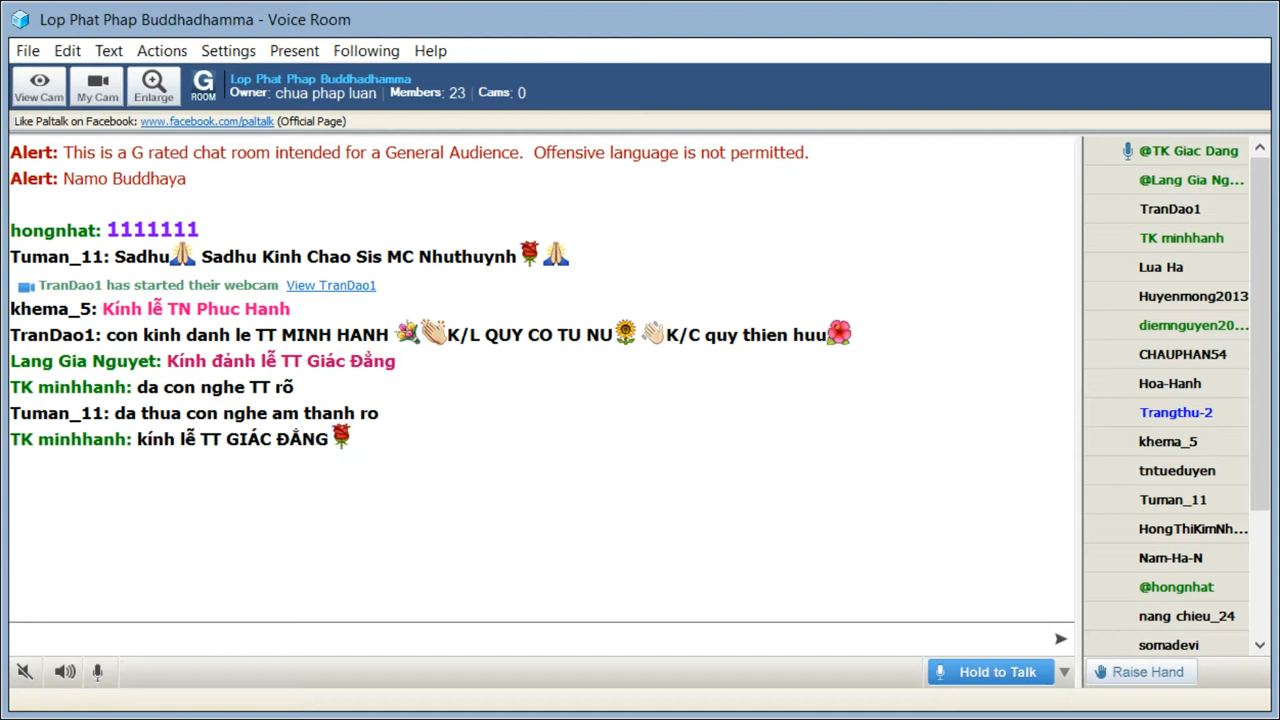 Lop Phat Phap Buddhadhamma - Voice Room
File Edit Text Actions Settings Present Following Help
View Cam My Cam Enlarge G ROOM
Lop Phat Phap Buddhadhamma
Owner: chua phap luan | Members: 23 | Cams: 0
Like Paltalk on Facebook: www.facebook.com/paltalk (Official Page)
Alert: This is a G rated chat room intended for a General Audience. Offensive language is not permitted.
Alert: Namo Buddhaya
hongnhat: 1111111
Tuman_11: Sadhu🙏 Sadhu Kinh Chao Sis MC Nhuthuynh🌹🙏
TranDao1 has started their webcam View TranDao1
khema_5: Kính lễ TN Phuc Hanh
TranDao1: con kinh danh le TT MINH HANH 💐👏K/L QUY CO TU NU🌻👋K/C quy thien huu🌺
Lang Gia Nguyet: Kính đảnh lễ TT Giác Đẳng
TK minhhanh: da con nghe TT rõ
Tuman_11: da thua con nghe am thanh ro
TK minhhanh: kính lễ TT GIÁC ĐẲNG🌹
@TK Giac Dang
@Lang Gia Ng...
TranDao1
TK minhhanh
Lua Ha
Huyenmong2013
diemnguyen20...
CHAUPHAN54
Hoa-Hanh
Trangthu-2
khema_5
tntueduyen
Tuman_11
HongThiKimNh...
Nam-Ha-N
@hongnhat
nang chieu_24
somadevi
Hold to Talk
Raise Hand